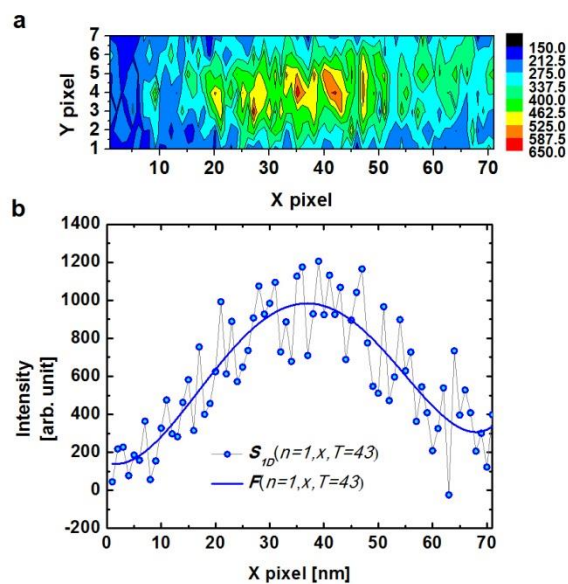 a
7
6
5
4
3
2
1
Y pixel
10 20 30 40 50 60 70
X pixel
150.0
212.5
275.0
337.5
400.0
462.5
525.0
587.5
650.0
b
1400
1200
1000
800
600
400
200
0
-200
Intensity
[arb. unit]
S1D(n=1,x,T=43)
F(n=1,x,T=43)
0 10 20 30 40 50 60 70
X pixel [nm]